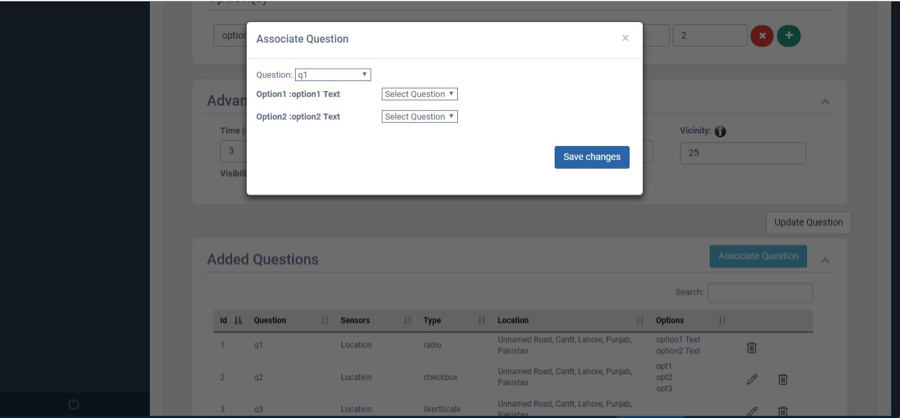 Associate Question ×
Question: q1
Option1 :option1 Text Select Question
Option2 :option2 Text Select Question
Save changes
option
2
Advan
Time (
3
Visibili
Vicinity: i
25
Update Question
Added Questions Associate Question
Search:
Id Question Sensors Type Location Options
1 q1 Location radio Unnamed Road, Cantt, Lahore, Punjab, Pakistan option1 Text
option2 Text
2 q2 Location checkbox Unnamed Road, Cantt, Lahore, Punjab, Pakistan opt1
opt2
opt3
3 q3 Location likertScale Unnamed Road, Cantt, Lahore, Punjab,
Pakistan